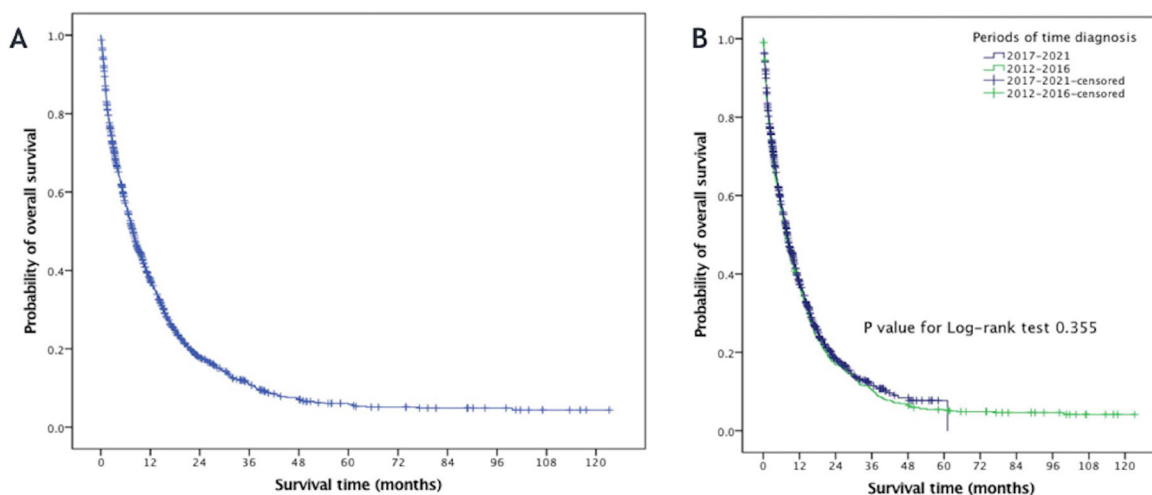 A
Probability of overall survival
1.0
0.8
0.6
0.4
0.2
0.0
0 12 24 36 48 60 72 84 96 108 120
Survival time (months)
B
Periods of time diagnosis
2017-2021
2012-2016
2017-2021-censored
2012-2016-censored
Probability of overall survival
1.0
0.8
0.6
0.4
0.2
0.0
P value for Log-rank test 0.355
0 12 24 36 48 60 72 84 96 108 120
Survival time (months)